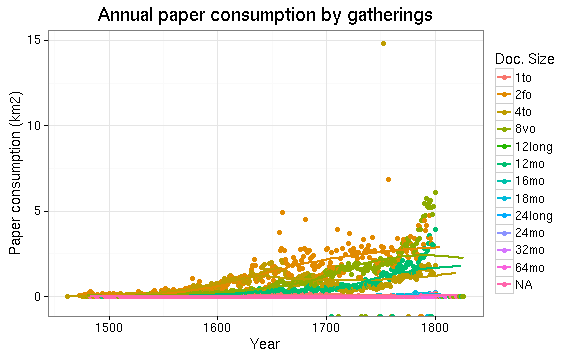 Annual paper consumption by gatherings
15
10
5
0
Paper consumption (km2)
1500
1600
1700
1800
Year
Doc. Size
1to
2fo
4to
8vo
12long
12mo
16mo
18mo
24long
24mo
32mo
64mo
NA